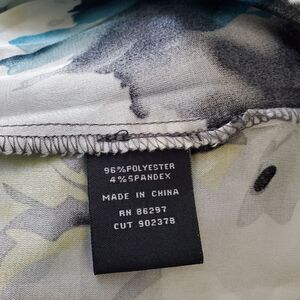 96%POLYESTER
4%SPANDEX
MADE IN CHINA
RN 86297
CUT 902378